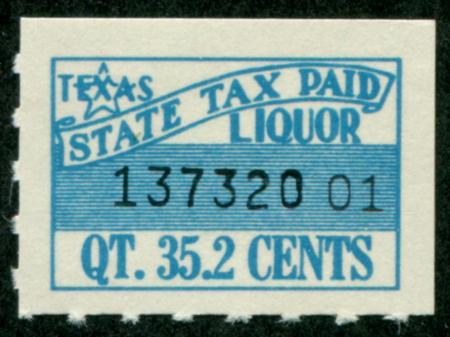 TEXAS
STATE TAX PAID
LIQUOR
137320 01
QT. 35.2 CENTS